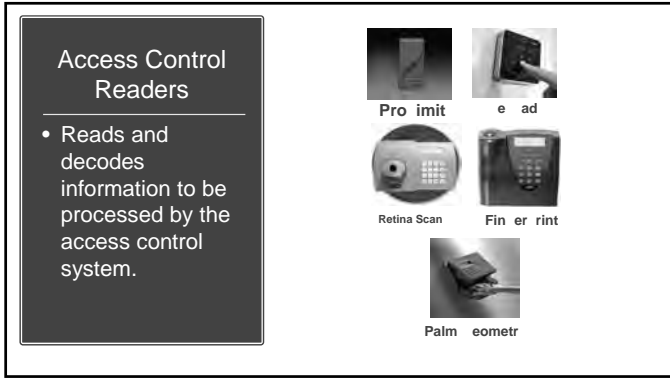 Access Control
Readers
• Reads and
decodes
information to be
processed by the
access control
system.
Pro imit
e ad
Retina Scan
Fin er rint
Palm eometr